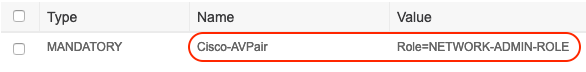 Type Name Value
MANDATORY Cisco-AVPair Role=NETWORK-ADMIN-ROLE